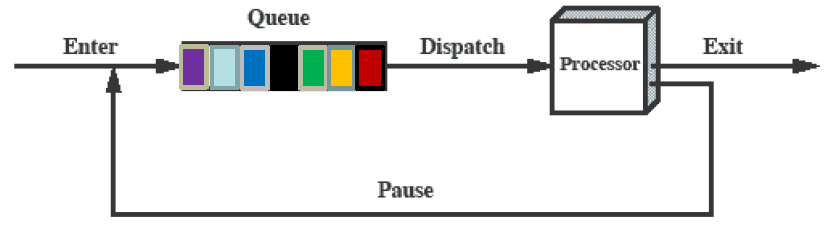 Queue
Enter
Dispatch
Processor
Exit
Pause